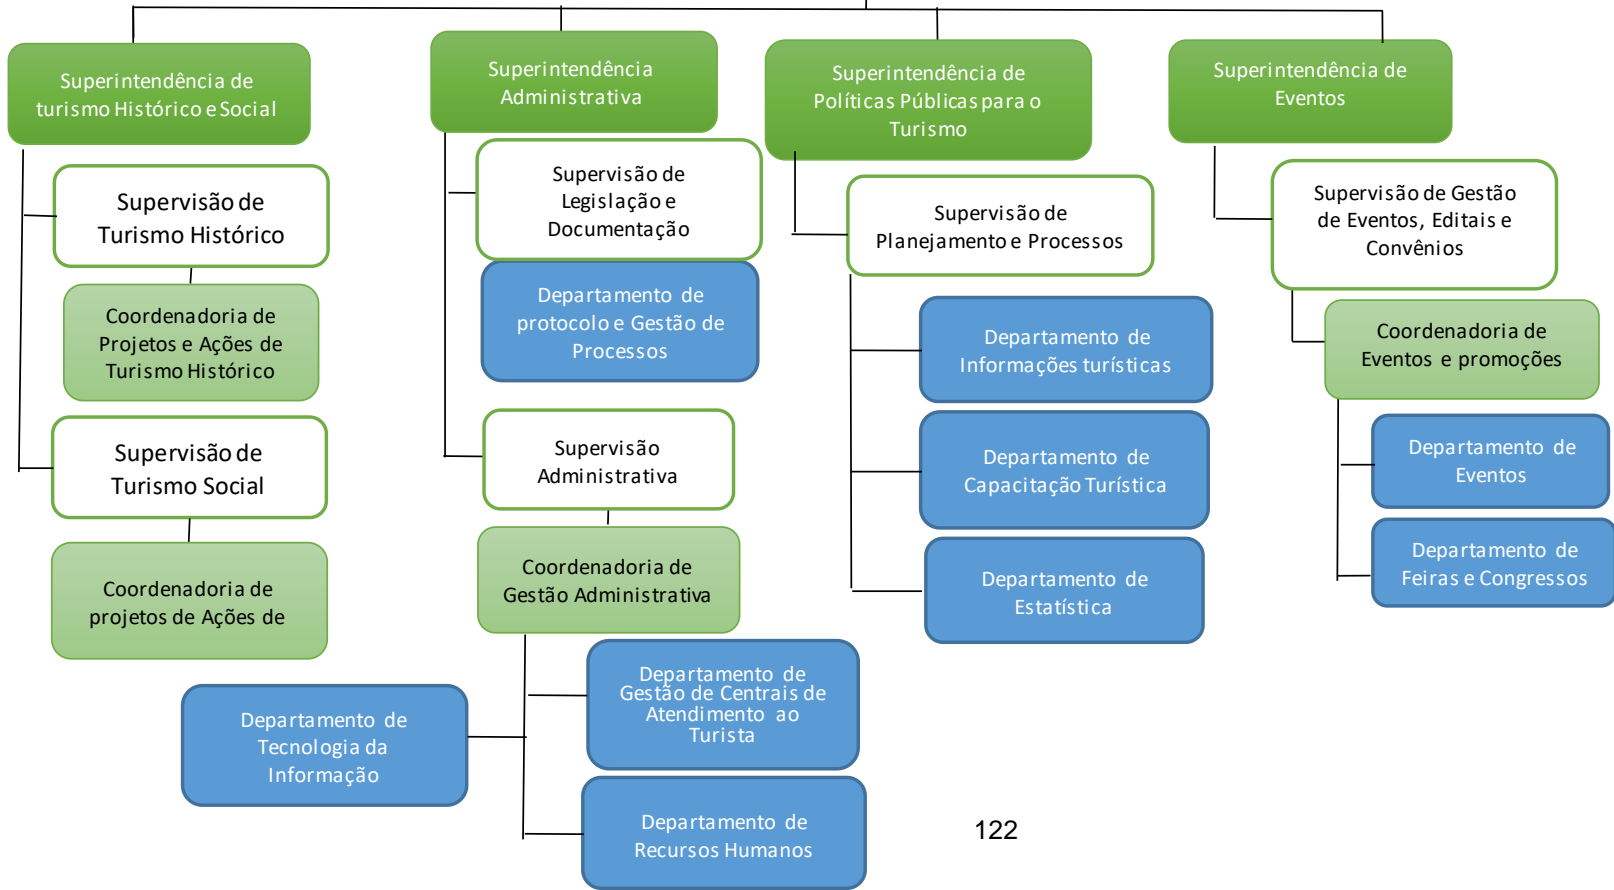 Superintendência de
turismo Histórico e Social
Supervisão de
Turismo Histórico
Coordenadoria de
Projetos e Ações de
Turismo Histórico
Supervisão de
Turismo Social
Coordenadoria de
projetos de Ações de
Superintendência
Administrativa
Supervisão de
Legislação e
Documentação
Departamento de
protocolo e Gestão de
Processos
Supervisão
Administrativa
Coordenadoria de
Gestão Administrativa
Departamento de
Tecnologia da
Informação
Departamento de
Gestão de Centrais de
Atendimento ao
Turista
Departamento de
Recursos Humanos
Superintendência de
Políticas Públicas para o
Turismo
Supervisão de
Planejamento e Processos
Departamento de
Informações turísticas
Departamento de
Capacitação Turística
Departamento de
Estatística
Superintendência de
Eventos
Supervisão de Gestão
de Eventos, Editais e
Convênios
Coordenadoria de
Eventos e promoções
Departamento de
Eventos
Departamento de
Feiras e Congressos
122